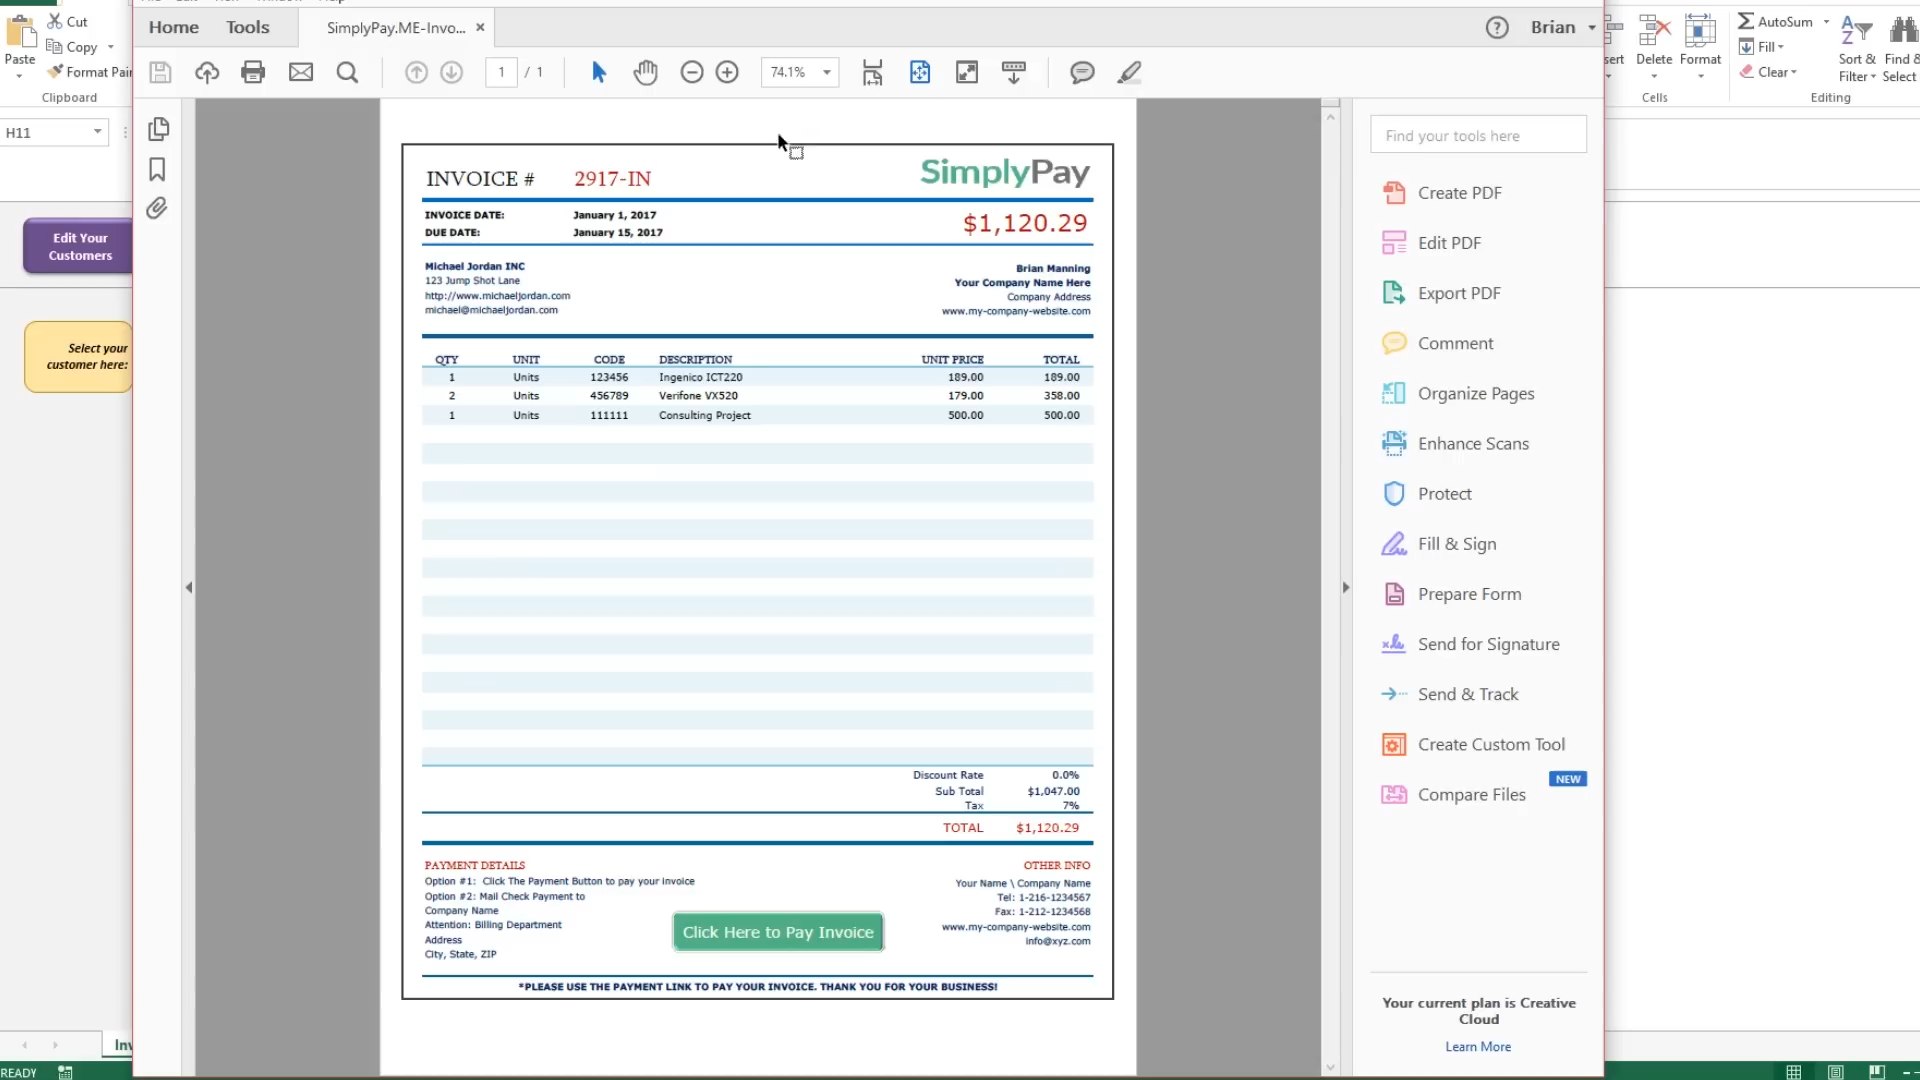 Cut
Copy
Format Pai
Paste
Clipboard
H11
Edit Your
Customers
Select your
customer here:
READY
Home
Tools
SimplyPay.ME-Invo...
Brian
1 / 1
74.1%
INVOICE # 2917-IN
SimplyPay
INVOICE DATE: January 1, 2017
DUE DATE: January 15, 2017
$1,120.29
Michael Jordan INC
123 Jump Shot Lane
http://www.michaeljordan.com
michael@michaeljordan.com
Brian Manning
Your Company Name Here
Company Address
www.my-company-website.com
QTY UNIT CODE DESCRIPTION UNIT PRICE TOTAL
1 Units 123456 Ingenico ICT220 189.00 189.00
2 Units 456789 Verifone VX520 179.00 358.00
1 Units 111111 Consulting Project 500.00 500.00
Discount Rate 0.0%
Sub Total $1,047.00
Tax 7%
TOTAL $1,120.29
PAYMENT DETAILS
Option #1: Click The Payment Button to pay your invoice
Option #2: Mail Check Payment to
Company Name
Attention: Billing Department
Address
City, State, ZIP
Click Here to Pay Invoice
OTHER INFO
Your Name \ Company Name
Tel: 1-216-1234567
Fax: 1-212-1234568
www.my-company-website.com
info@xyz.com
*PLEASE USE THE PAYMENT LINK TO PAY YOUR INVOICE. THANK YOU FOR YOUR BUSINESS!
Find your tools here
Create PDF
Edit PDF
Export PDF
Comment
Organize Pages
Enhance Scans
Protect
Fill & Sign
Prepare Form
Send for Signature
Send & Track
Create Custom Tool
NEW
Compare Files
Your current plan is Creative
Cloud
Learn More
sert
Delete
Format
Cells
AutoSum
Fill
Clear
Sort &
Filter
Find &
Select
Editing